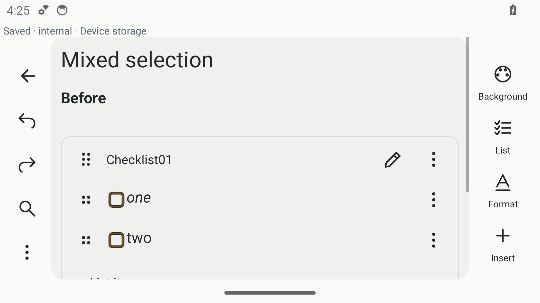 4:25
Saved · internal · Device storage
Mixed selection
Before
Checklist01
one
two
Background
List
Format
Insert